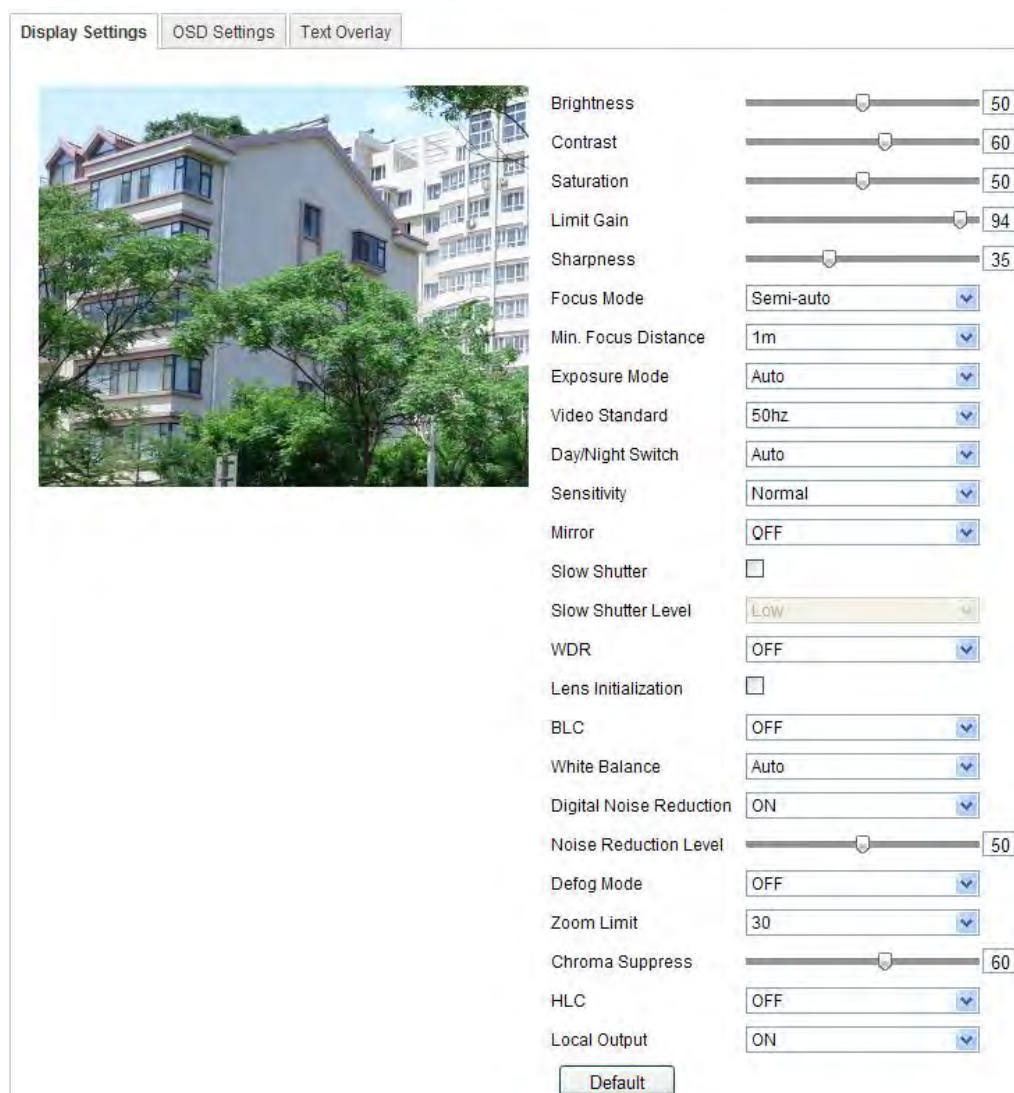 Display Settings OSD Settings Text Overlay
Brightness 50
Contrast 60
Saturation 50
Limit Gain 94
Sharpness 35
Focus Mode Semi-auto
Min. Focus Distance 1m
Exposure Mode Auto
Video Standard 50hz
Day/Night Switch Auto
Sensitivity Normal
Mirror OFF
Slow Shutter
Slow Shutter Level Low
WDR OFF
Lens Initialization
BLC OFF
White Balance Auto
Digital Noise Reduction ON
Noise Reduction Level 50
Defog Mode OFF
Zoom Limit 30
Chroma Suppress 60
HLC OFF
Local Output ON
Default